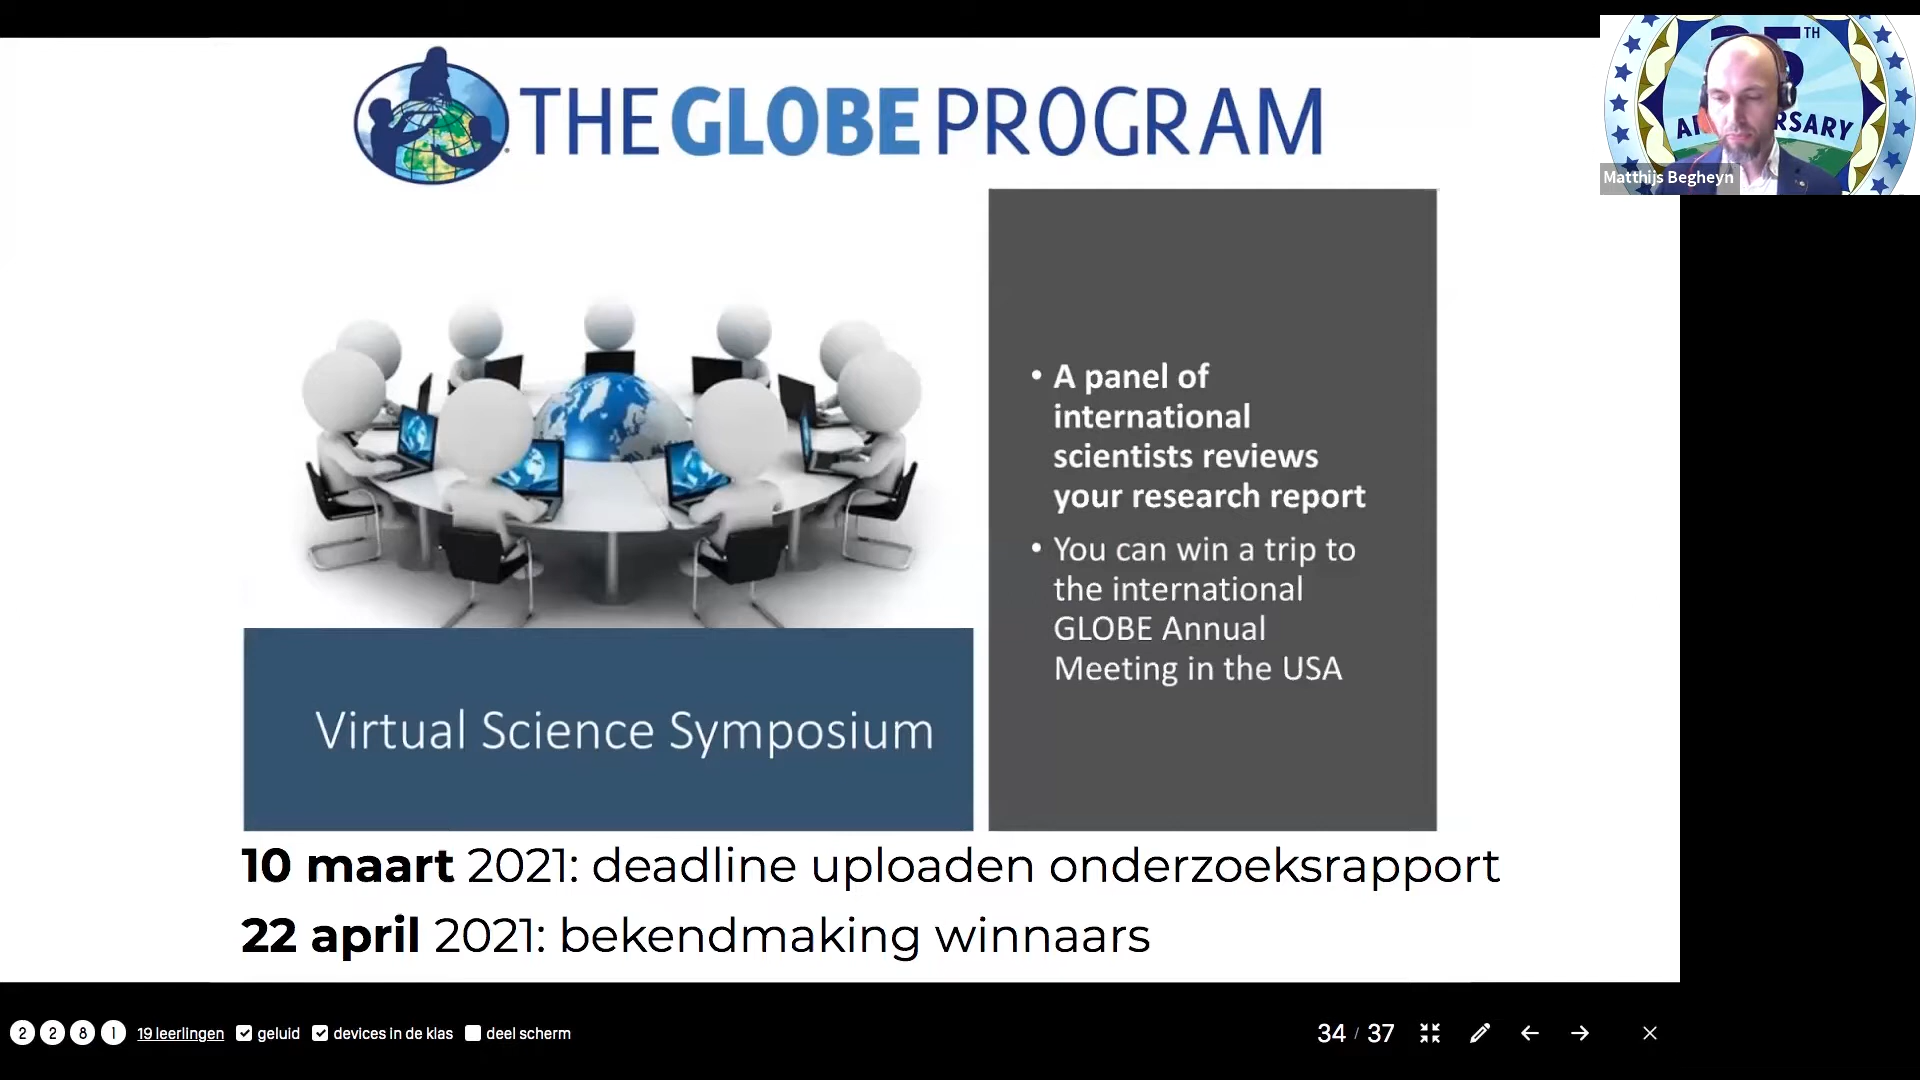 THE GLOBE PROGRAM
TH
ANNIVERSARY
Matthijs Begheyn
• A panel of
international
scientists reviews
your research report
• You can win a trip to
the international
GLOBE Annual
Meeting in the USA
Virtual Science Symposium
10 maart 2021: deadline uploaden onderzoeksrapport
22 april 2021: bekendmaking winnaars
2 2 8 1 19 leerlingen geluid devices in de klas deel scherm 34 / 37